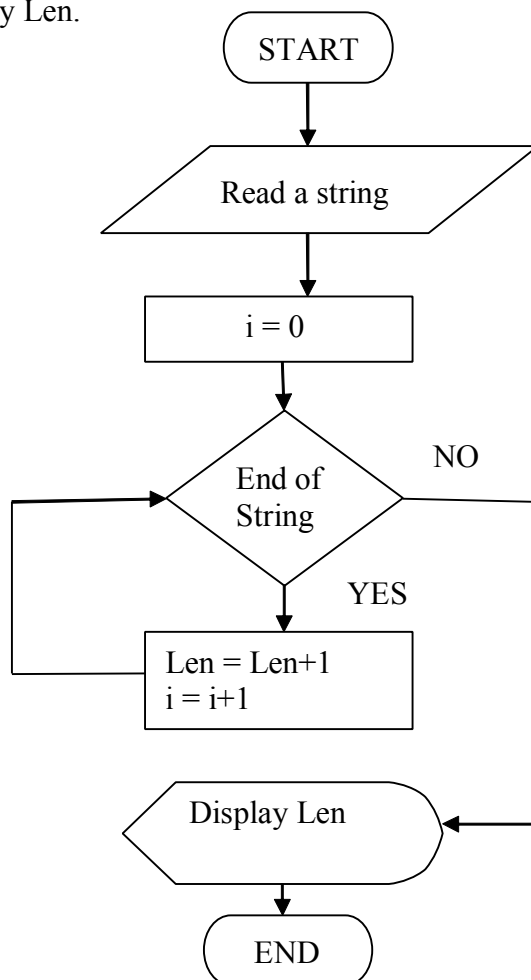 y Len.
START
Read a string
i = 0
End of
String
NO
YES
Len = Len+1
i = i+1
Display Len
END